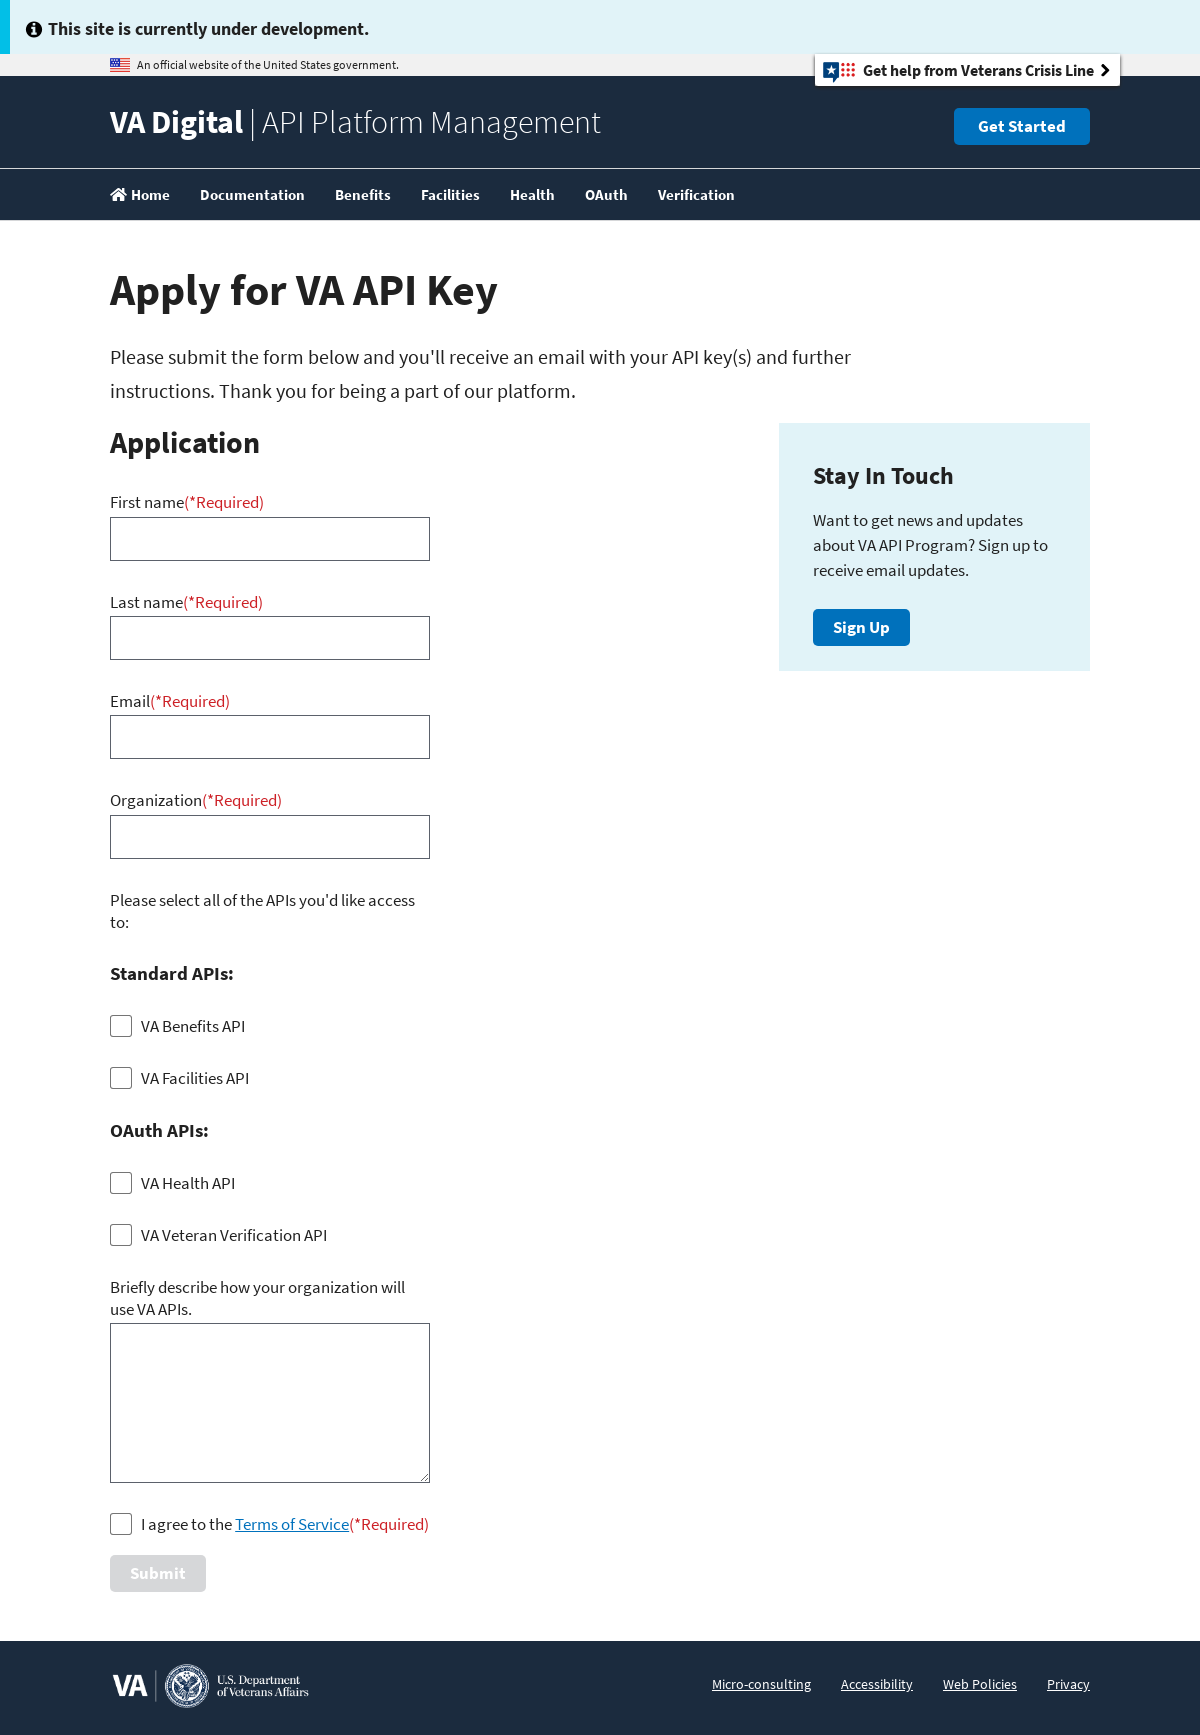 This site is currently under development.
An official website of the United States government.
Get help from Veterans Crisis Line
VA Digital | API Platform Management
Get Started
Home Documentation Benefits Facilities Health OAuth Verification
Apply for VA API Key
Please submit the form below and you'll receive an email with your API key(s) and further
instructions. Thank you for being a part of our platform.
Application
First name(*Required)
Last name(*Required)
Email(*Required)
Organization(*Required)
Please select all of the APIs you'd like access
to:
Standard APIs:
VA Benefits API
VA Facilities API
OAuth APIs:
VA Health API
VA Veteran Verification API
Briefly describe how your organization will
use VA APIs.
I agree to the Terms of Service(*Required)
Submit
Stay In Touch
Want to get news and updates
about VA API Program? Sign up to
receive email updates.
Sign Up
VA
U.S. Department
of Veterans Affairs
Micro-consulting Accessibility Web Policies Privacy